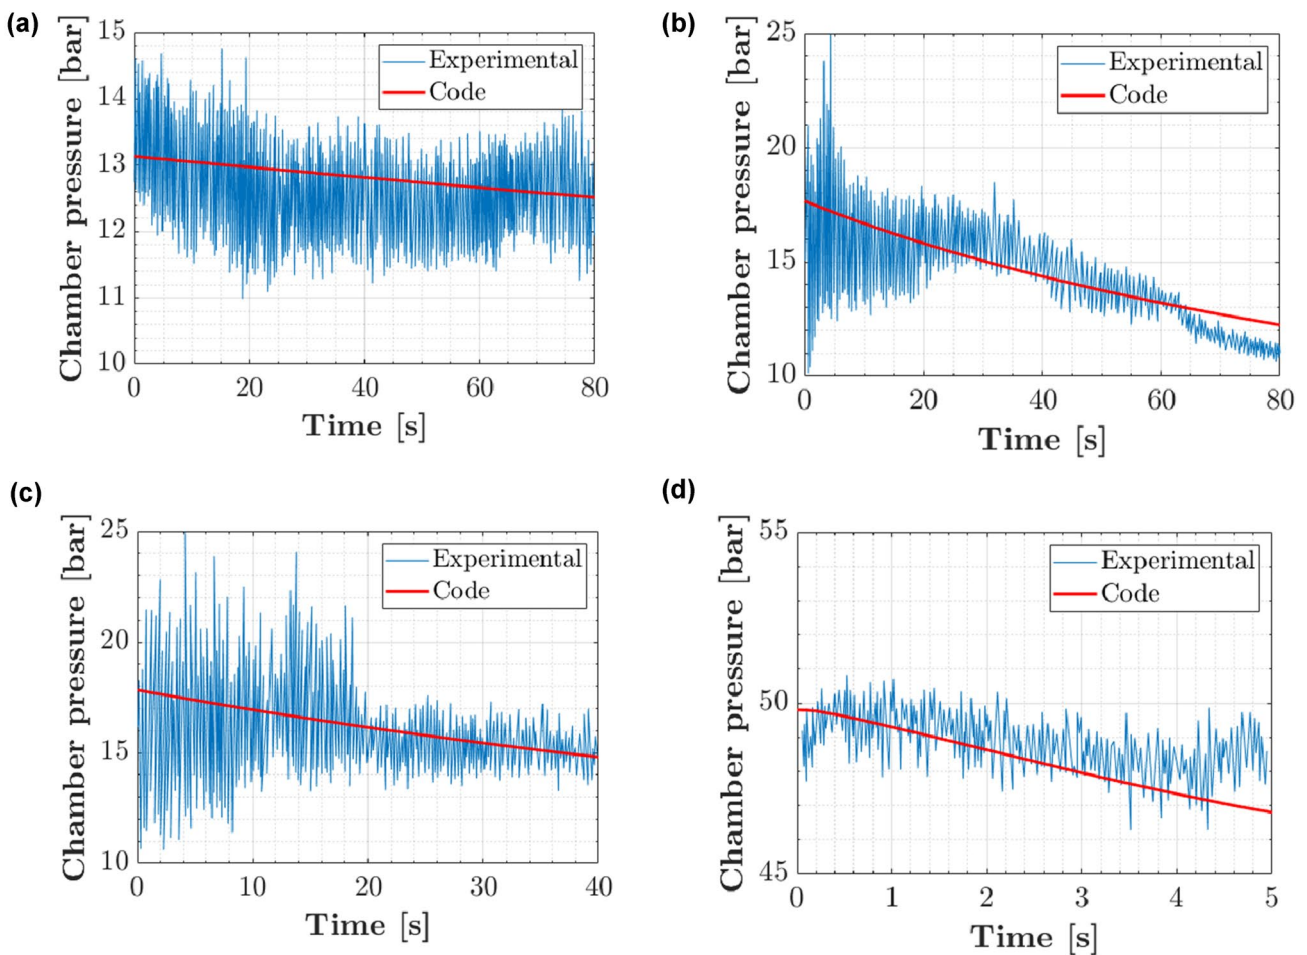 (a)
Chamber pressure [bar]
15
14
13
12
11
10
0 20 40 60 80
Time [s]
Experimental
Code
(b)
Chamber pressure [bar]
25
20
15
10
0 20 40 60 80
Time [s]
Experimental
Code
(c)
Chamber pressure [bar]
25
20
15
10
0 10 20 30 40
Time [s]
Experimental
Code
(d)
Chamber pressure [bar]
55
50
45
0 1 2 3 4 5
Time [s]
Experimental
Code